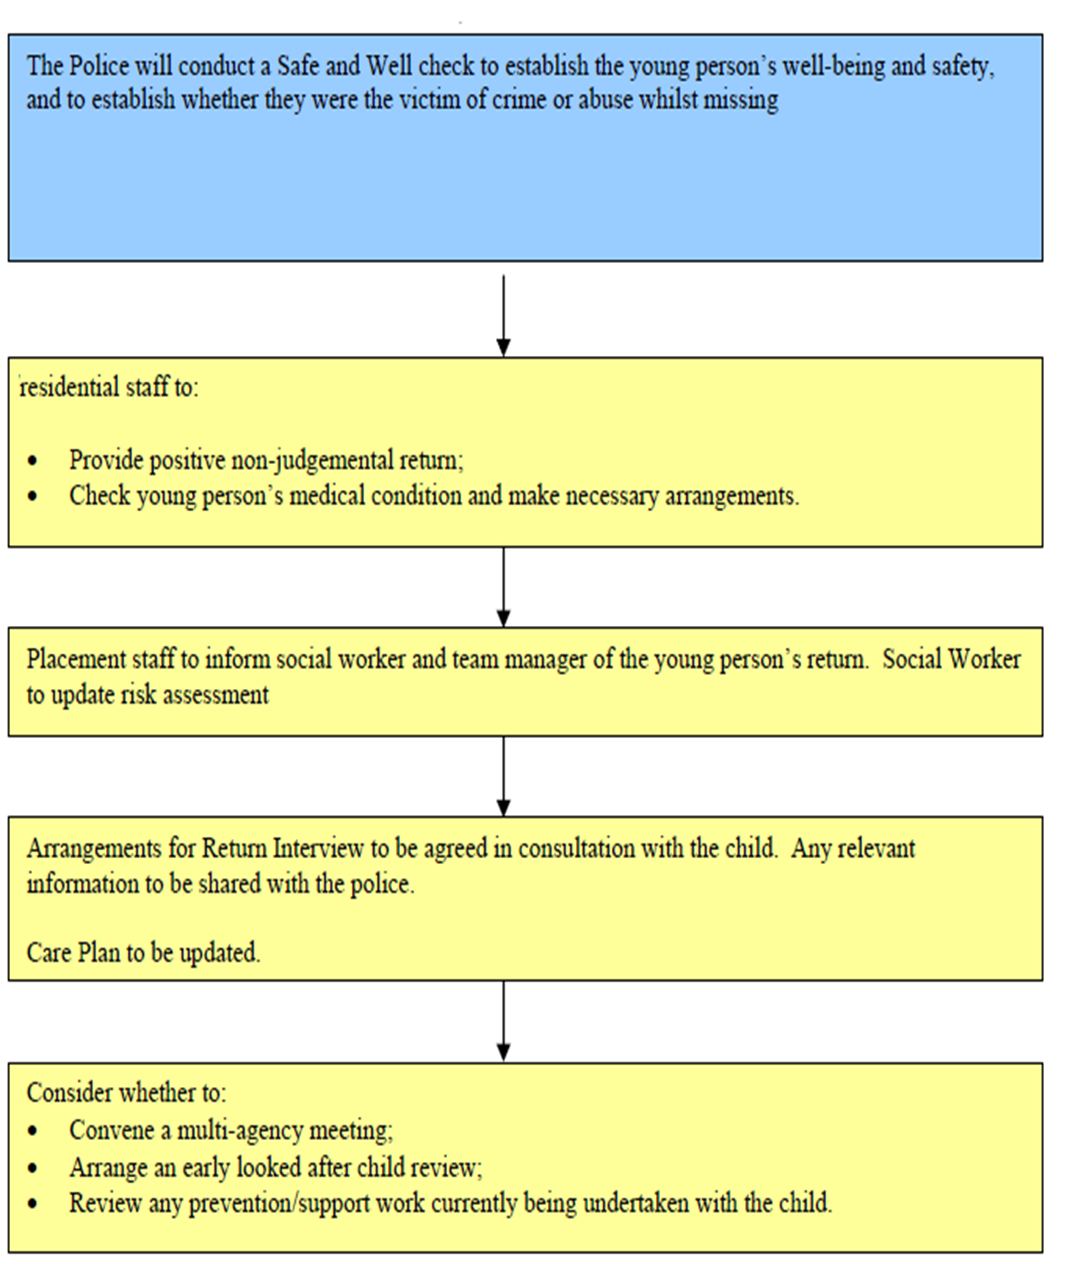 The Police will conduct a Safe and Well check to establish the young person’s well-being and safety,
and to establish whether they were the victim of crime or abuse whilst missing
residential staff to:
• Provide positive non-judgemental return;
• Check young person’s medical condition and make necessary arrangements.
Placement staff to inform social worker and team manager of the young person’s return.  Social Worker
to update risk assessment
Arrangements for Return Interview to be agreed in consultation with the child.  Any relevant
information to be shared with the police.
Care Plan to be updated.
Consider whether to:
• Convene a multi-agency meeting;
• Arrange an early looked after child review;
• Review any prevention/support work currently being undertaken with the child.